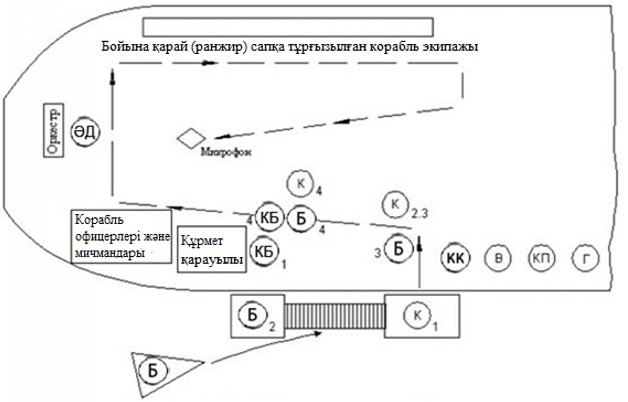 Бойына қарай (ранжир) сапқа тұрғызылған корабль экипажы
Оркестр
ӘД
Микрофон
К 4
4 КБ Б 4
К 2.3
Корабль
офицерлері және
мичмандары
Құрмет
қарауылы
КБ 1
3 Б
КК В КП Г
Б 2
К 1
Б